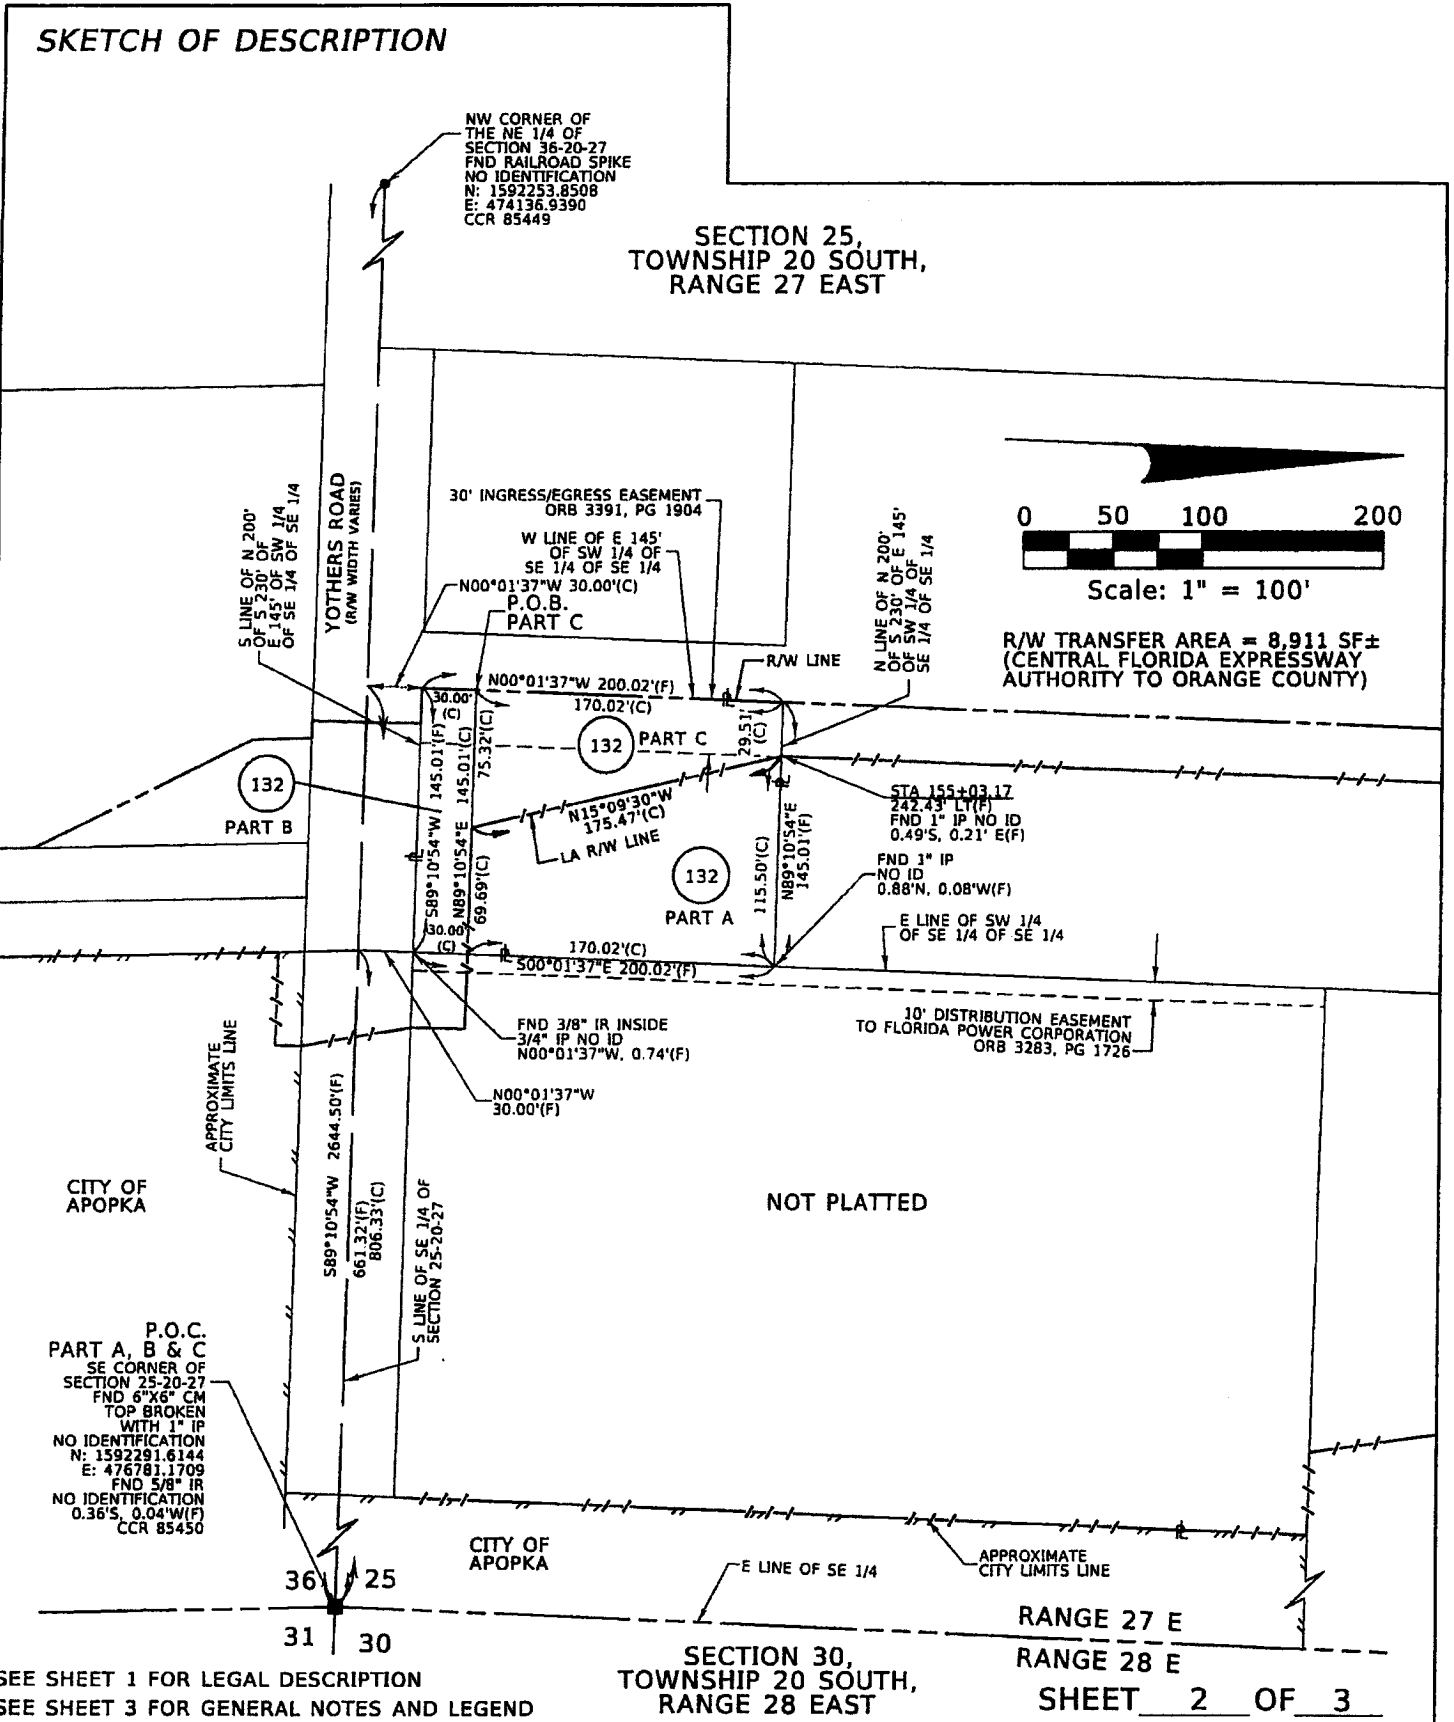 SKETCH OF DESCRIPTION
NW CORNER OF
THE NE 1/4 OF
SECTION 36-20-27
FND RAILROAD SPIKE
NO IDENTIFICATION
N: 1592253.8508
E: 474136.9390
CCR 85449
SECTION 25,
TOWNSHIP 20 SOUTH,
RANGE 27 EAST
S LINE OF N 200'
OF S 230' OF
E 145' OF SW 1/4
OF SE 1/4 OF SE 1/4
YOTHERS ROAD
(R/W WIDTH VARIES)
30' INGRESS/EGRESS EASEMENT
ORB 3391, PG 1904
W LINE OF E 145'
OF SW 1/4 OF
SE 1/4 OF SE 1/4
N00°01'37"W 30.00'(C)
P.O.B.
PART C
N LINE OF N 200'
OF S 230' OF E 145'
OF SW 1/4 OF
SE 1/4 OF SE 1/4
0 50 100 200
Scale: 1" = 100'
R/W TRANSFER AREA = 8,911 SF±
(CENTRAL FLORIDA EXPRESSWAY
AUTHORITY TO ORANGE COUNTY)
R/W LINE
N00°01'37"W 200.02'(F)
170.02'(C)
30.00'
(C)
29.51'
(C)
132
PART C
75.32'(C)
132
PART B
S89°10'54"W 145.01'(F)
N89°10'54"E 145.01'(C)
69.69'(C)
N15°09'30"W
175.47'(C)
LA R/W LINE
STA 155+03.17
242.43' LT(F)
FND 1" IP NO ID
0.49'S, 0.21' E(F)
132
PART A
115.50'(C)
N89°10'54"E
145.01'(F)
FND 1" IP
NO ID
0.88'N, 0.08'W(F)
E LINE OF SW 1/4
OF SE 1/4 OF SE 1/4
30.00'
(C)
170.02'(C)
S00°01'37"E 200.02'(F)
FND 3/8" IR INSIDE
3/4" IP NO ID
N00°01'37"W, 0.74'(F)
10' DISTRIBUTION EASEMENT
TO FLORIDA POWER CORPORATION
ORB 3283, PG 1726
N00°01'37"W
30.00'(F)
APPROXIMATE
CITY LIMITS LINE
S89°10'54"W 2644.50'(F)
661.32'(F)
806.33'(C)
S LINE OF SE 1/4 OF
SECTION 25-20-27
CITY OF
APOPKA
NOT PLATTED
P.O.C.
PART A, B & C
SE CORNER OF
SECTION 25-20-27
FND 6"X6" CM
TOP BROKEN
WITH 1" IP
NO IDENTIFICATION
N: 1592291.6144
E: 476781.1709
FND 5/8" IR
NO IDENTIFICATION
0.36'S, 0.04'W(F)
CCR 85450
CITY OF
APOPKA
APPROXIMATE
CITY LIMITS LINE
E LINE OF SE 1/4
36 25
31 30
RANGE 27 E
RANGE 28 E
SECTION 30,
TOWNSHIP 20 SOUTH,
RANGE 28 EAST
SEE SHEET 1 FOR LEGAL DESCRIPTION
SEE SHEET 3 FOR GENERAL NOTES AND LEGEND
SHEET 2 OF 3